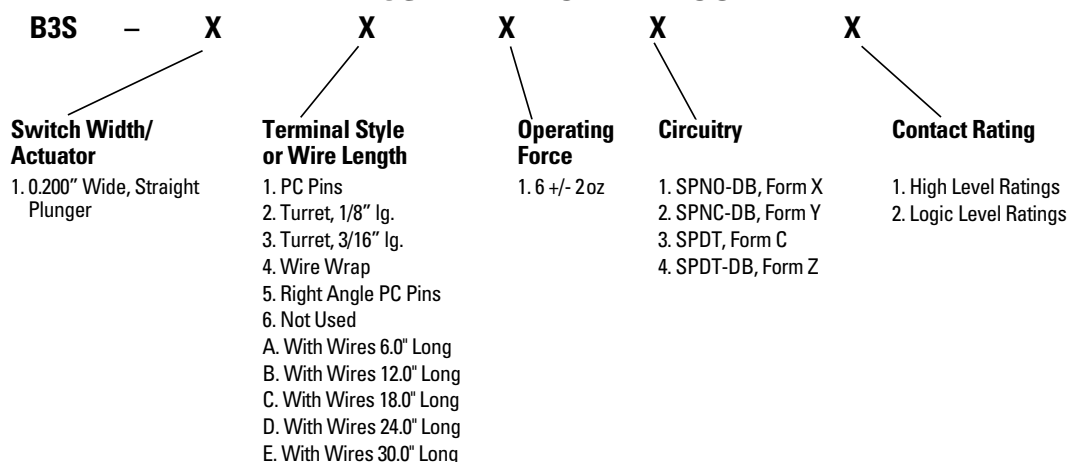 B3S – X X X X X
Switch Width/
Actuator
1. 0.200" Wide, Straight
Plunger
Terminal Style
or Wire Length
1. PC Pins
2. Turret, 1/8" lg.
3. Turret, 3/16" lg.
4. Wire Wrap
5. Right Angle PC Pins
6. Not Used
A. With Wires 6.0" Long
B. With Wires 12.0" Long
C. With Wires 18.0" Long
D. With Wires 24.0" Long
E. With Wires 30.0" Long
Operating
Force
1. 6 +/- 2 oz
Circuitry
1. SPNO-DB, Form X
2. SPNC-DB, Form Y
3. SPDT, Form C
4. SPDT-DB, Form Z
Contact Rating
1. High Level Ratings
2. Logic Level Ratings